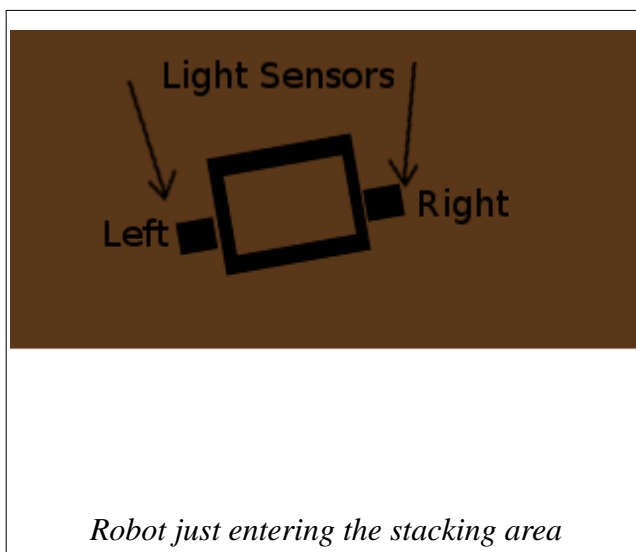 Light Sensors
Left
Right
Robot just entering the stacking area